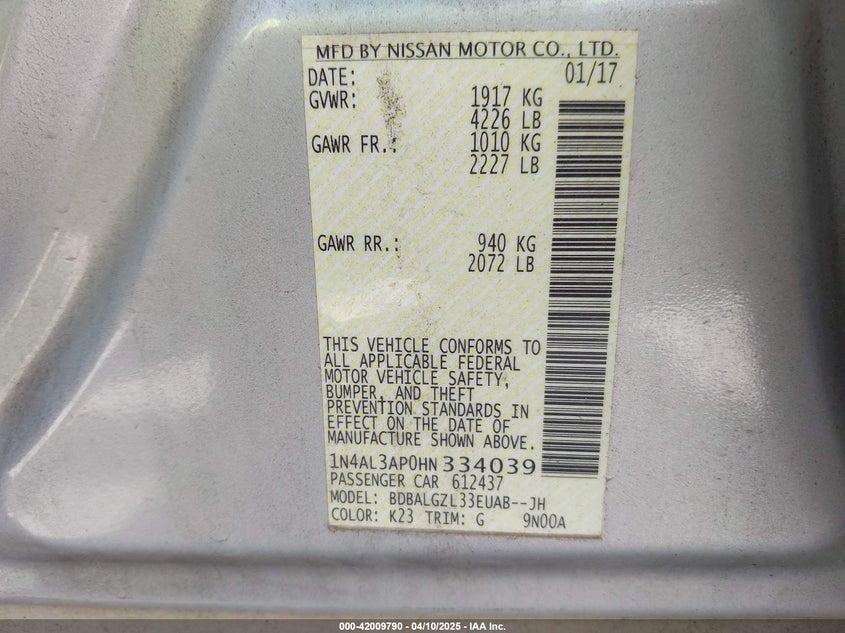 MFD BY NISSAN MOTOR CO., LTD.
DATE: 01/17
GVWR: 1917 KG
4226 LB
GAWR FR.: 1010 KG
2227 LB
GAWR RR.: 940 KG
2072 LB
THIS VEHICLE CONFORMS TO
ALL APPLICABLE FEDERAL
MOTOR VEHICLE SAFETY,
BUMPER, AND THEFT
PREVENTION STANDARDS IN
EFFECT ON THE DATE OF
MANUFACTURE SHOWN ABOVE.
1N4AL3AP0HN334039
PASSENGER CAR 612437
MODEL: BDBALGZL33EUAB--JH
COLOR: K23 TRIM: G 9N00A
000-42009790 - 04/10/2025 - IAA Inc.